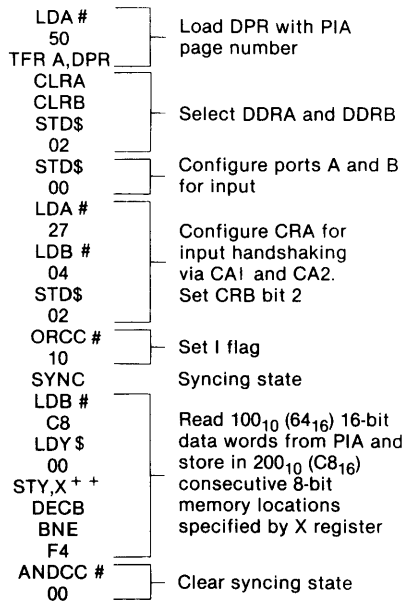 LDA #
50
TFR A,DPR
Load DPR with PIA
page number
CLRA
CLRB
STD$
02
Select DDRA and DDRB
STD$
00
Configure ports A and B
for input
LDA #
27
LDB #
04
STD$
02
Configure CRA for
input handshaking
via CA1 and CA2.
Set CRB bit 2
ORCC #
10
Set I flag
SYNC
Syncing state
LDB #
C8
LDY $
00
STY,X⁺⁺
DECB
BNE
F4
Read 100₁₀ (64₁₆) 16-bit
data words from PIA and
store in 200₁₀ (C8₁₆)
consecutive 8-bit
memory locations
specified by X register
ANDCC #
00
Clear syncing state